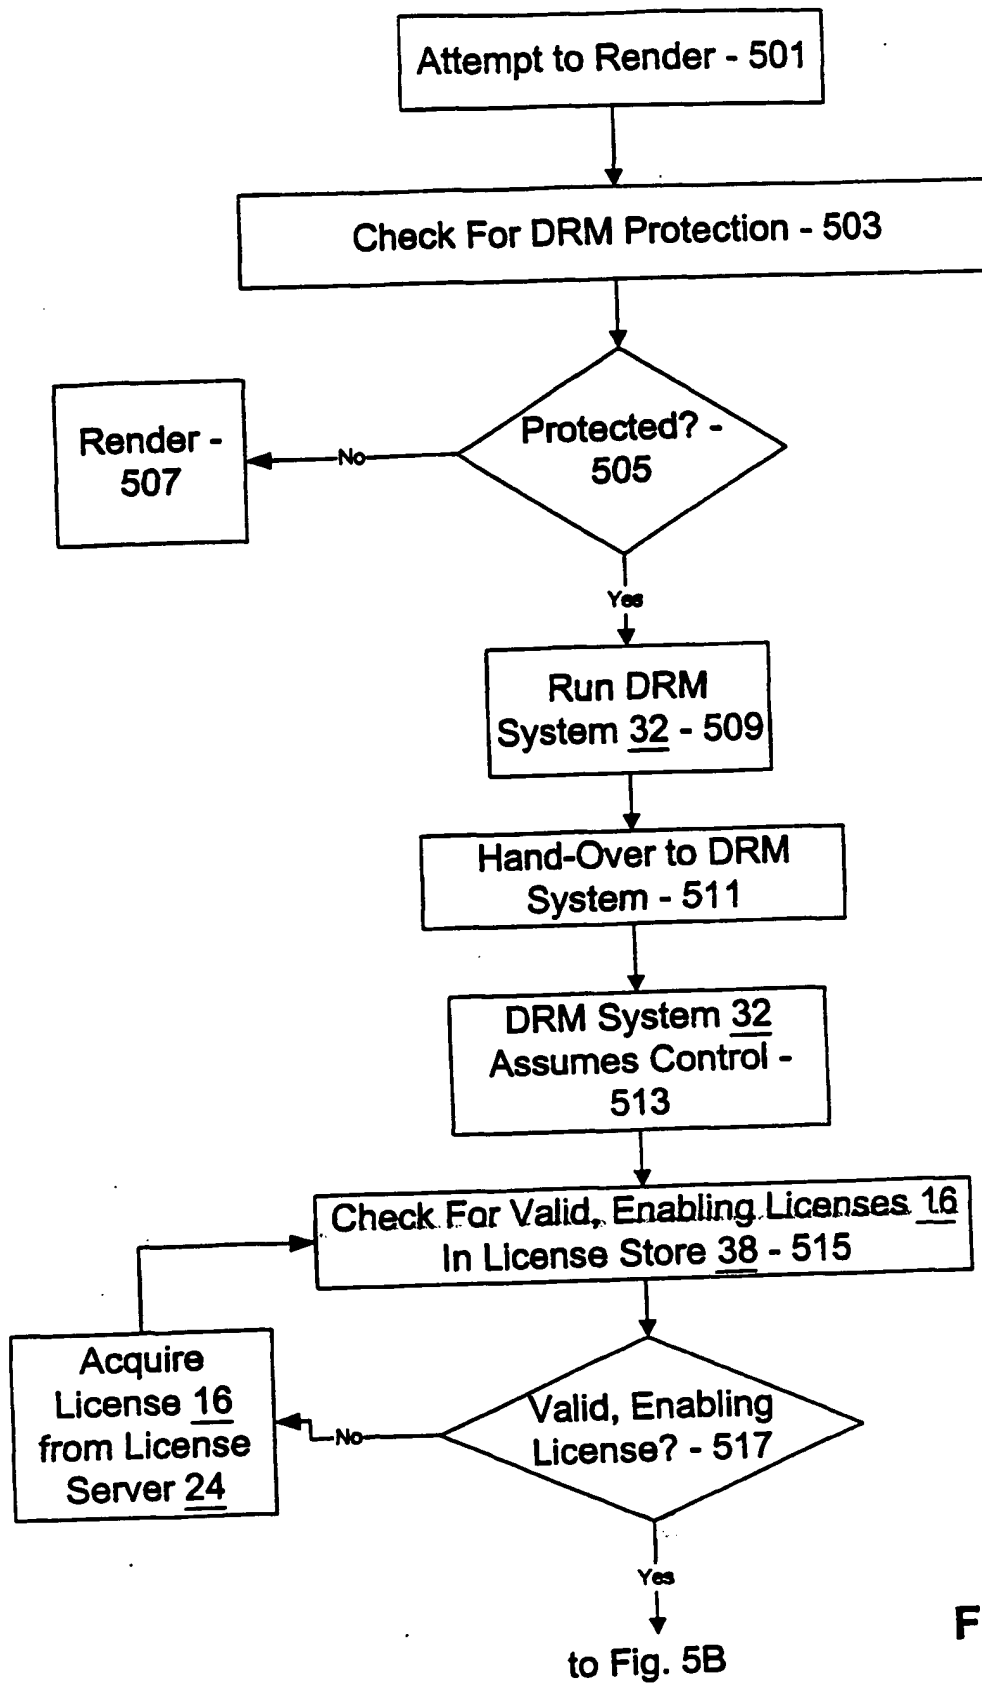 Attempt to Render - 501
Check For DRM Protection - 503
Protected? -
505
Render -
507
No
Yes
Run DRM
System 32 - 509
Hand-Over to DRM
System - 511
DRM System 32
Assumes Control -
513
Check For Valid, Enabling Licenses 16
In License Store 38 - 515
Acquire
License 16
from License
Server 24
Valid, Enabling
License? - 517
No
Yes
to Fig. 5B
F